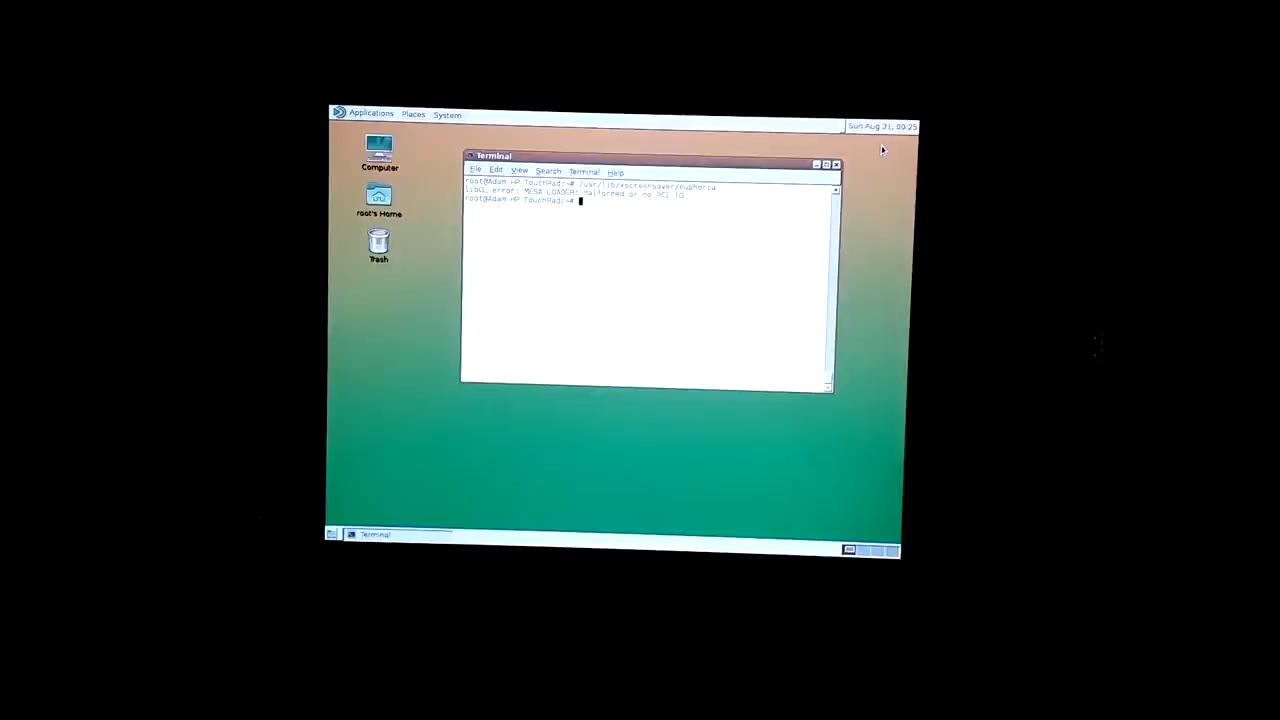 Applications Places System
Sun Aug 31, 00:25
Computer
root's Home
Trash
Terminal
File Edit View Search Terminal Help
root@Adam-HP-TouchPad:~# /usr/lib/xscreensaver/euphoria
libGL error: MESA-LOADER: malformed or no PCI ID
root@Adam-HP-TouchPad:~#
Terminal